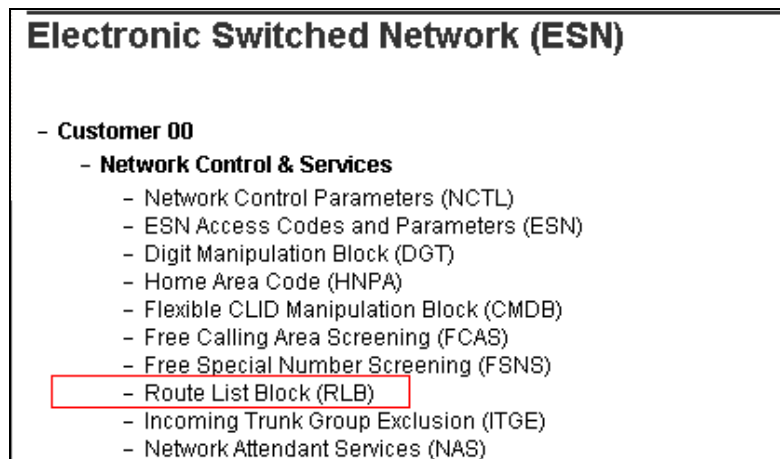 Electronic Switched Network (ESN)
– Customer 00
– Network Control & Services
– Network Control Parameters (NCTL)
– ESN Access Codes and Parameters (ESN)
– Digit Manipulation Block (DGT)
– Home Area Code (HNPA)
– Flexible CLID Manipulation Block (CMDB)
– Free Calling Area Screening (FCAS)
– Free Special Number Screening (FSNS)
– Route List Block (RLB)
– Incoming Trunk Group Exclusion (ITGE)
– Network Attendant Services (NAS)